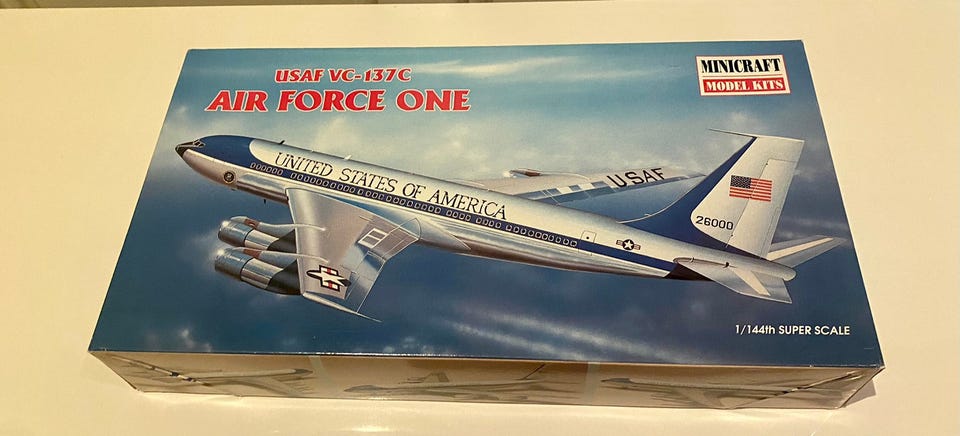 USAF VC-137C
AIR FORCE ONE
MINICRAFT
MODEL KITS
UNITED STATES OF AMERICA
USAF
26000
1/144th SUPER SCALE